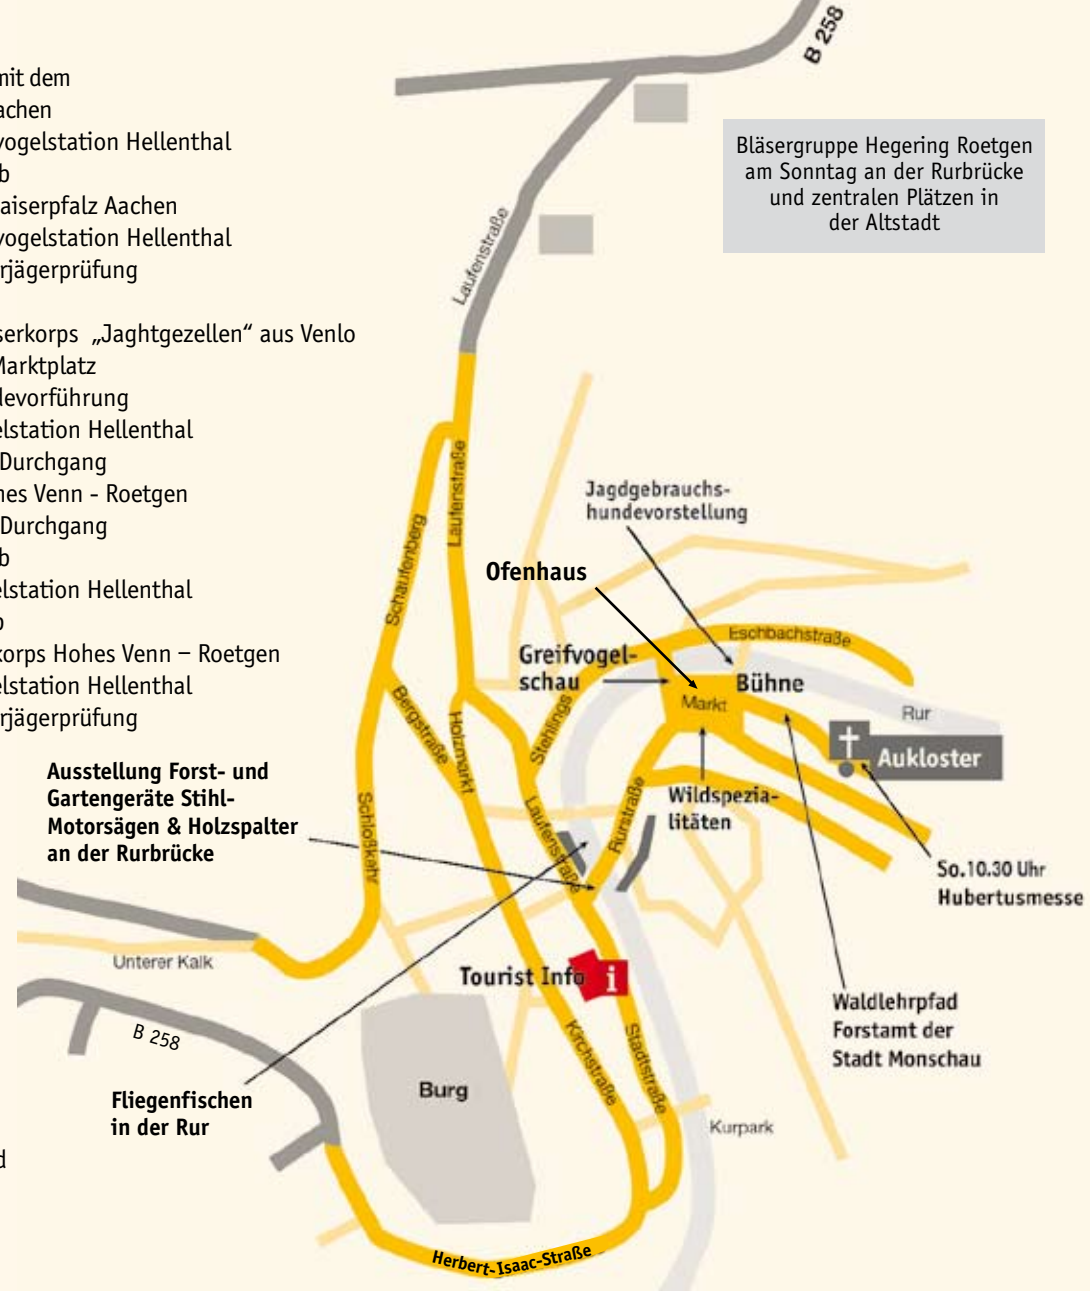 mit dem
achen
vogelstation Hellenthal
b
aiserpfalz Aachen
vogelstation Hellenthal
rjägerprüfung
serkorps „Jaghtgezellen“ aus Venlo
Marktplatz
devorführung
elstation Hellenthal
Durchgang
nes Venn - Roetgen
Durchgang
b
elstation Hellenthal
o
korps Hohes Venn – Roetgen
elstation Hellenthal
rjägerprüfung
d
B 258
Bläsergruppe Hegering Roetgen
am Sonntag an der Rurbrücke
und zentralen Plätzen in
der Altstadt
Laufenstraße
Laufenstraße
Schaufenberg
Jagdgebrauchs-
hundevorstellung
Ofenhaus
Eschbachstraße
Greifvogel-
schau
Bühne
Markt
Rur
Aukloster
Stehlings
Bergstraße
Holzmarkt
Wildspezia-
litäten
Rurstraße
Laufenstraße
Schloßkehr
Ausstellung Forst- und
Gartengeräte Stihl-
Motorsägen & Holzspalter
an der Rurbrücke
So.10.30 Uhr
Hubertusmesse
Unterer Kalk
Tourist Info
i
Waldlehrpfad
Forstamt der
Stadt Monschau
B 258
Kirchstraße
Stadtstraße
Burg
Fliegenfischen
in der Rur
Kurpark
Herbert-Isaac-Straße